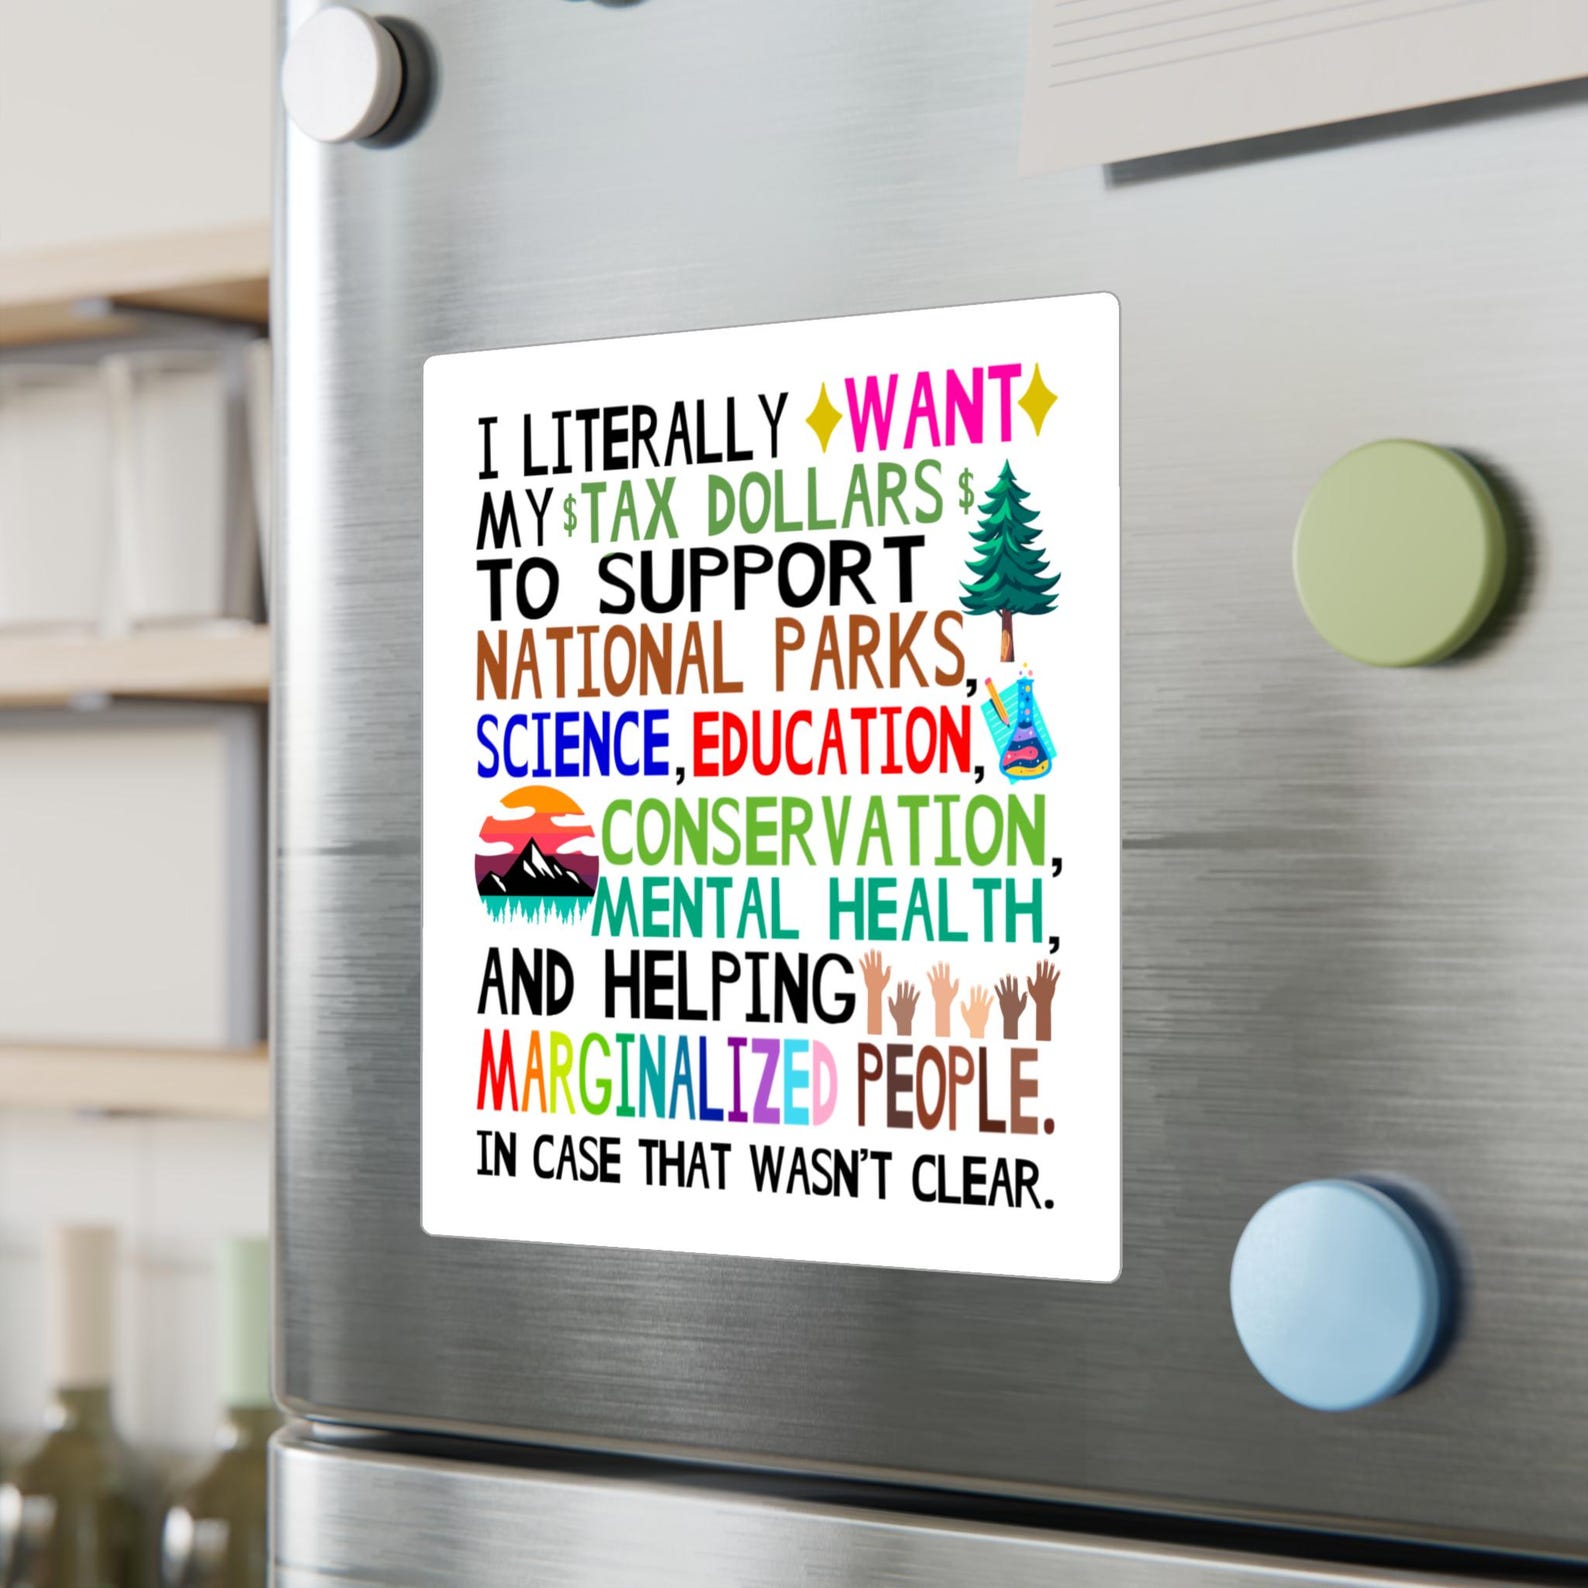 I LITERALLY WANT
MY $TAX DOLLARS $
TO SUPPORT
NATIONAL PARKS,
SCIENCE, EDUCATION,
CONSERVATION,
MENTAL HEALTH,
AND HELPING
MARGINALIZED PEOPLE.
IN CASE THAT WASN'T CLEAR.